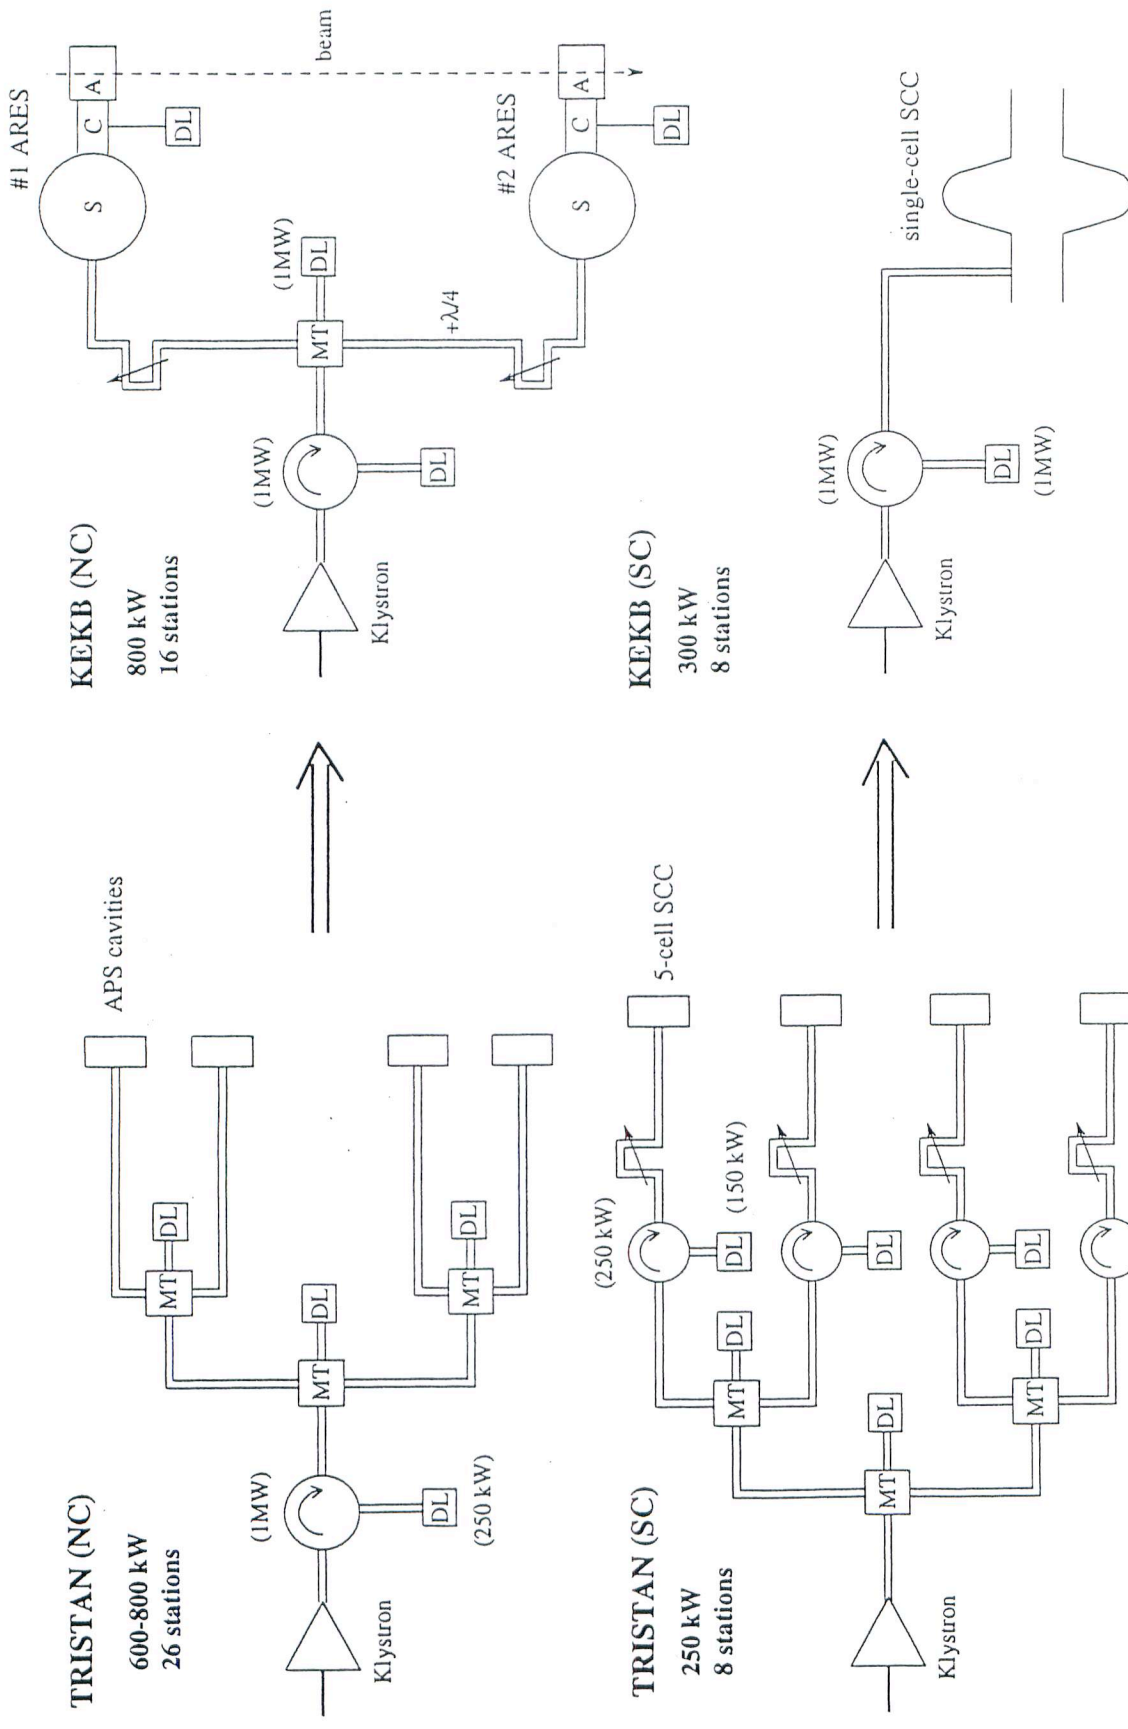 TRISTAN (NC)
600-800 kW
26 stations
Klystron
(1MW)
DL
(250 kW)
MT
DL
MT
DL
MT
DL
APS cavities
KEKB (NC)
800 kW
16 stations
Klystron
(1MW)
DL
MT
DL
(1MW)
+λ/4
#1 ARES
S
C
A
DL
beam
#2 ARES
S
C
A
DL
TRISTAN (SC)
250 kW
8 stations
Klystron
MT
DL
MT
DL
MT
DL
(250 kW)
DL
(150 kW)
DL
DL
5-cell SCC
KEKB (SC)
300 kW
8 stations
Klystron
(1MW)
DL
(1MW)
single-cell SCC